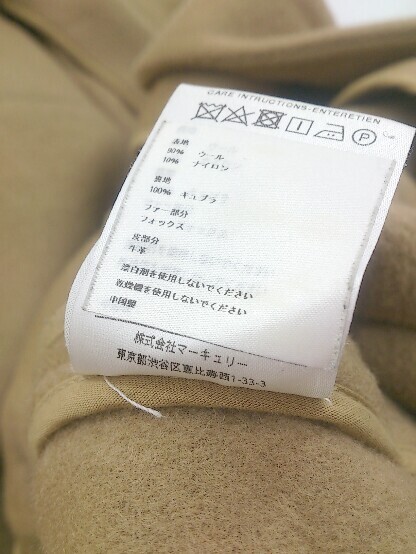 CARE INTRUCTIONS-ENTERETIEN
P
表地
90% ウール
10% ナイロン
裏地
100% キュプラ
ファー部分
フォックス
皮部分
牛革
漂白剤を使用しないでください
乾燥機を使用しないでください
中国製
株式会社マーキュリー
東京都渋谷区恵比寿西1-33-3